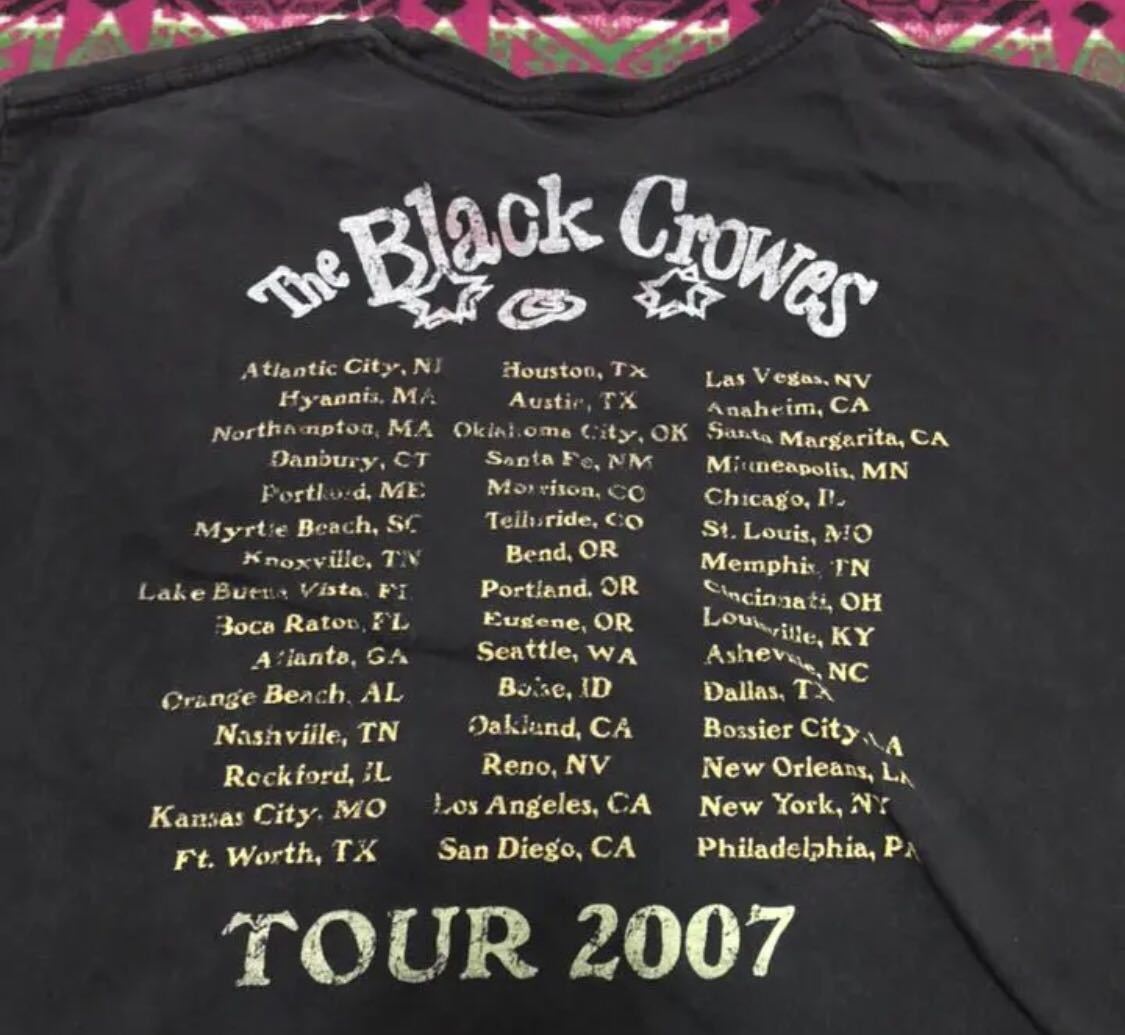 The Black Crowes
Atlantic City, NJ
Hyannis, MA
Northampton, MA
Danbury, CT
Portland, ME
Myrtle Beach, SC
Knoxville, TN
Lake Buena Vista, FL
Boca Raton, FL
Atlanta, GA
Orange Beach, AL
Nashville, TN
Rockford, IL
Kansas City, MO
Ft. Worth, TX
Houston, TX
Austin, TX
Oklahoma City, OK
Santa Fe, NM
Morrison, CO
Telluride, CO
Bend, OR
Portland, OR
Eugene, OR
Seattle, WA
Boise, ID
Oakland, CA
Reno, NV
Los Angeles, CA
San Diego, CA
Las Vegas, NV
Anaheim, CA
Santa Margarita, CA
Minneapolis, MN
Chicago, IL
St. Louis, MO
Memphis, TN
Cincinnati, OH
Louisville, KY
Asheville, NC
Dallas, TX
Bossier City, LA
New Orleans, LA
New York, NY
Philadelphia, PA
TOUR 2007